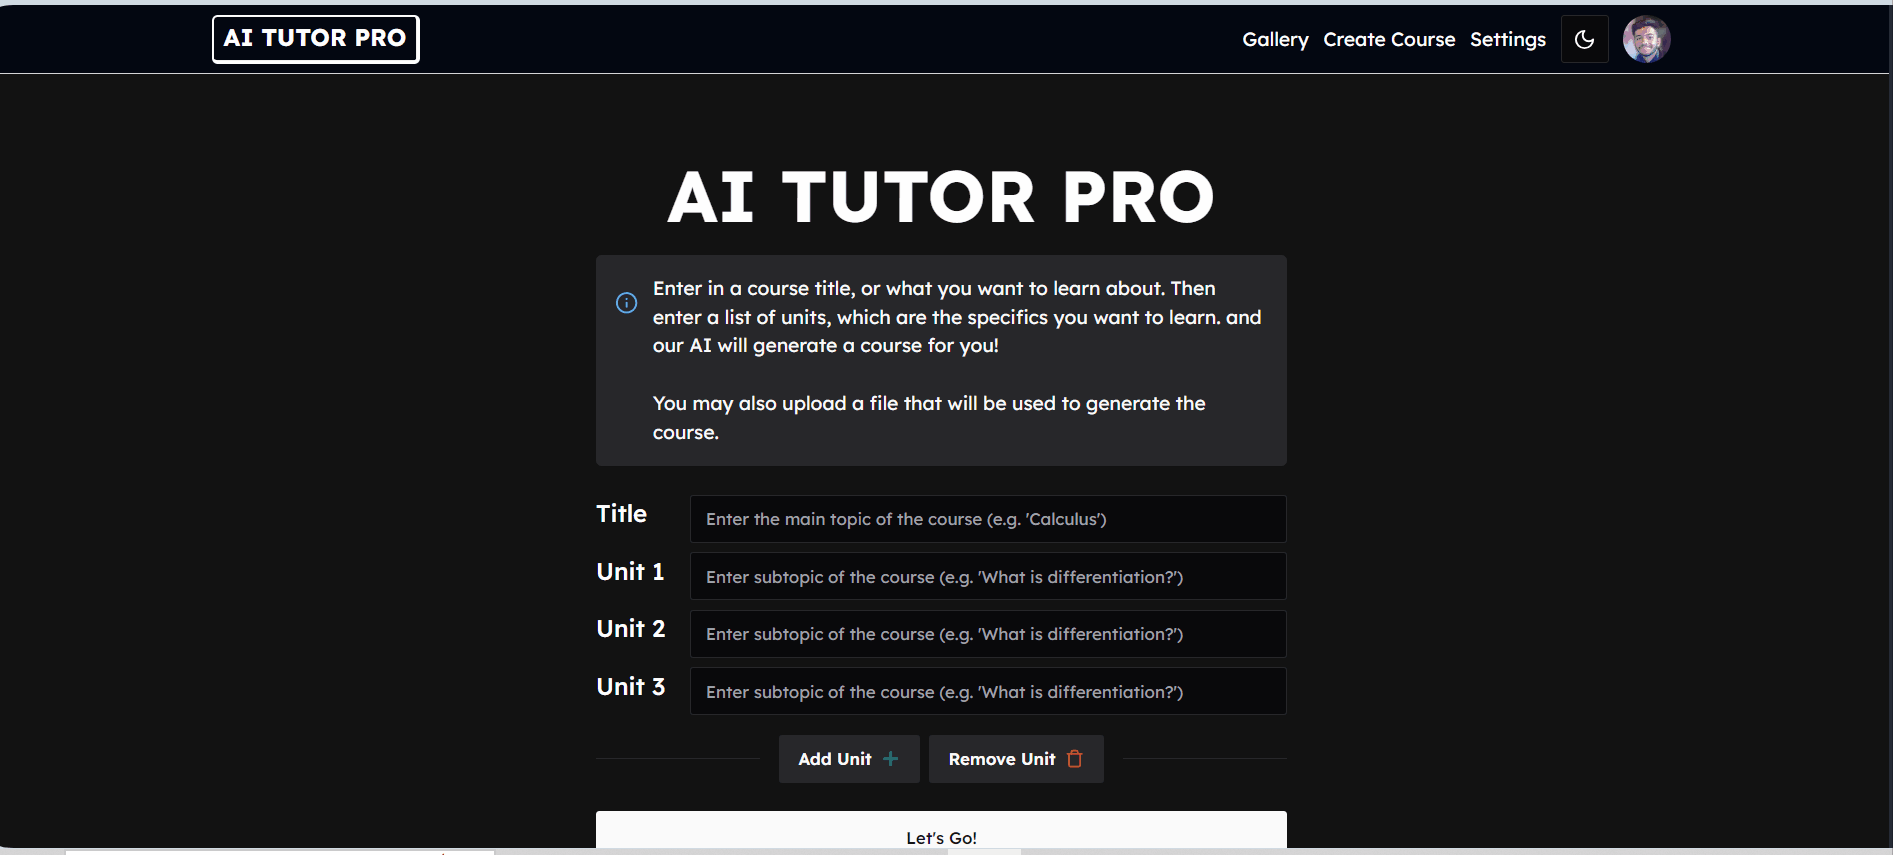 AI TUTOR PRO
Gallery Create Course Settings
AI TUTOR PRO
Enter in a course title, or what you want to learn about. Then
enter a list of units, which are the specifics you want to learn. and
our AI will generate a course for you!
You may also upload a file that will be used to generate the
course.
Title
Enter the main topic of the course (e.g. 'Calculus')
Unit 1
Enter subtopic of the course (e.g. 'What is differentiation?')
Unit 2
Enter subtopic of the course (e.g. 'What is differentiation?')
Unit 3
Enter subtopic of the course (e.g. 'What is differentiation?')
Add Unit
Remove Unit
Let's Go!